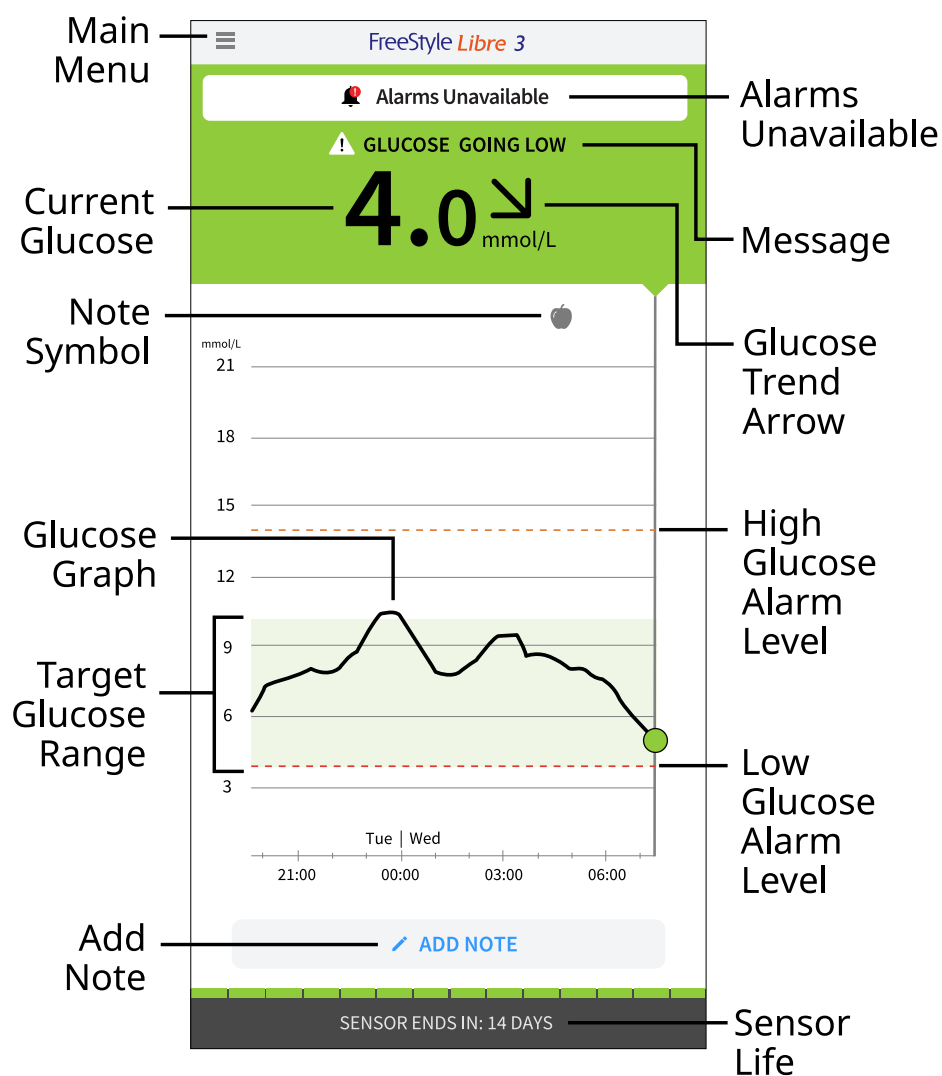 Main
Menu
FreeStyle Libre 3
Alarms Unavailable
Alarms
Unavailable
GLUCOSE GOING LOW
Message
Current
Glucose
4.0
mmol/L
Glucose
Trend
Arrow
Note
Symbol
mmol/L
21
18
15
12
9
6
3
High
Glucose
Alarm
Level
Glucose
Graph
Target
Glucose
Range
Low
Glucose
Alarm
Level
Tue | Wed
21:00 00:00 03:00 06:00
Add
Note
ADD NOTE
SENSOR ENDS IN: 14 DAYS
Sensor
Life